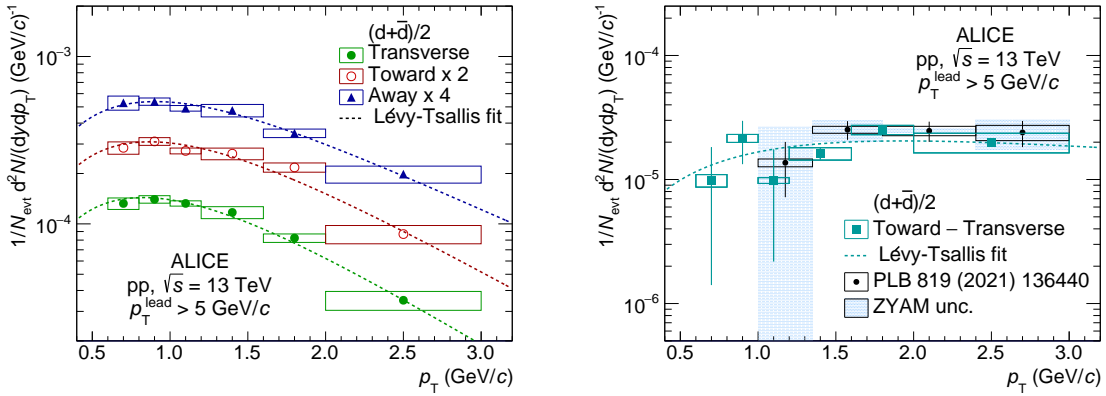 1/N_evt d²N/(dydp_T) (GeV/c)⁻¹
10⁻³
10⁻⁴
(d+d̅)/2
Transverse
Toward x 2
Away x 4
Lévy-Tsallis fit
ALICE
pp, √s = 13 TeV
p_T^lead > 5 GeV/c
0.5 1.0 1.5 2.0 2.5 3.0
p_T (GeV/c)
1/N_evt d²N/(dydp_T) (GeV/c)⁻¹
10⁻⁴
10⁻⁵
10⁻⁶
ALICE
pp, √s = 13 TeV
p_T^lead > 5 GeV/c
(d+d̅)/2
Toward − Transverse
Lévy-Tsallis fit
PLB 819 (2021) 136440
ZYAM unc.
0.5 1.0 1.5 2.0 2.5 3.0
p_T (GeV/c)